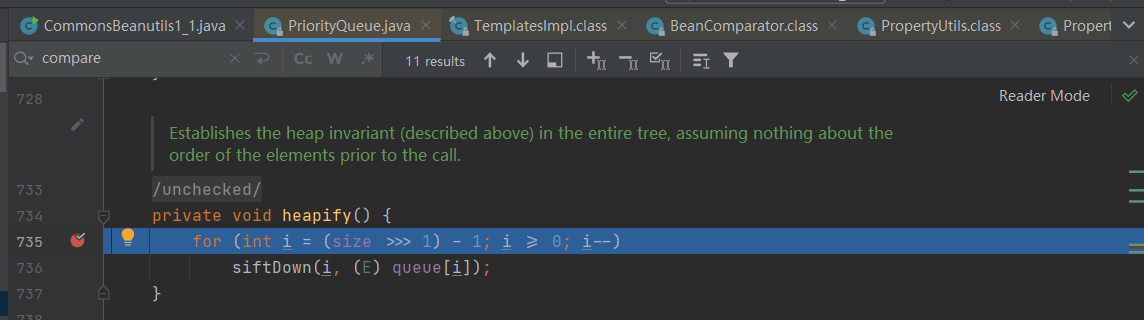 CommonsBeanutils1_1.java PriorityQueue.java TemplatesImpl.class BeanComparator.class PropertyUtils.class Propert
compare Cc W .* 11 results
728
Reader Mode
Establishes the heap invariant (described above) in the entire tree, assuming nothing about the
order of the elements prior to the call.
733 /unchecked/
734 private void heapify() {
735 for (int i = (size >>> 1) - 1; i >= 0; i--)
736 siftDown(i, (E) queue[i]);
737 }
738